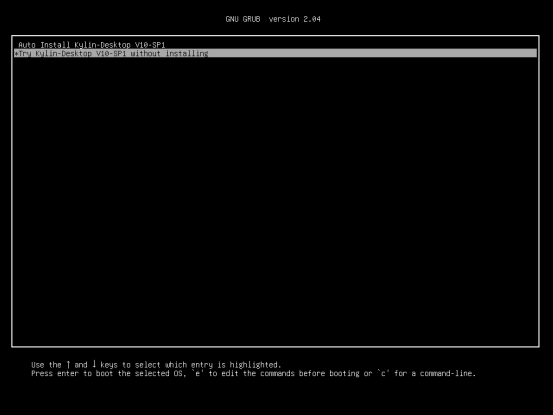 GNU GRUB version 2.04
Auto Install Kylin-Desktop V10-SP1
*Try Kylin-Desktop V10-SP1 without installing
Use the ↑ and ↓ keys to select which entry is highlighted.
Press enter to boot the selected OS, `e' to edit the commands before booting or `c' for a command-line.